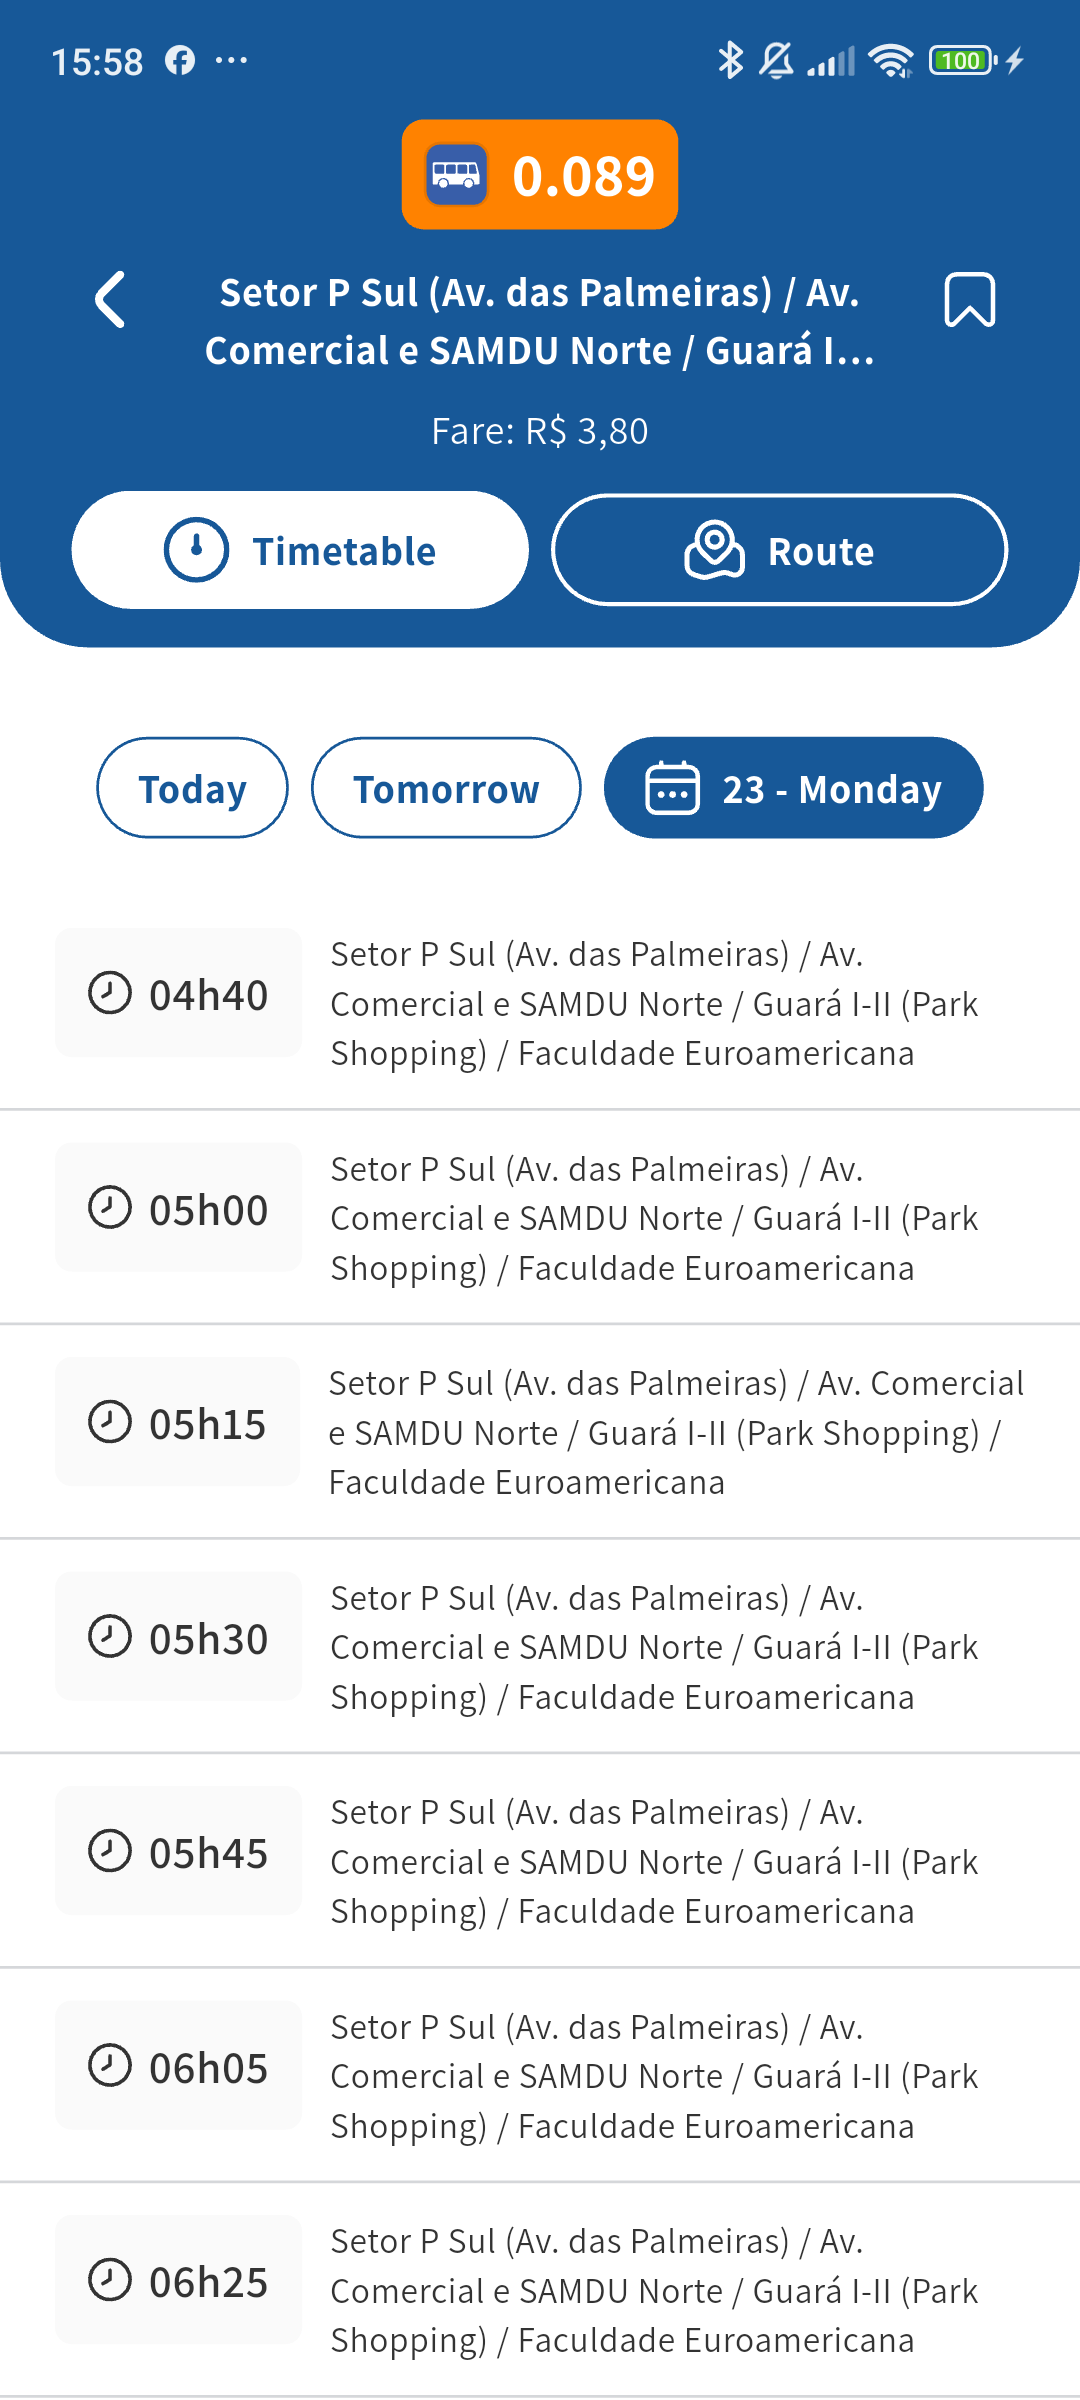 15:58
100
0.089
Setor P Sul (Av. das Palmeiras) / Av.
Comercial e SAMDU Norte / Guará I...
Fare: R$ 3,80
Timetable
Route
Today
Tomorrow
23 - Monday
04h40
Setor P Sul (Av. das Palmeiras) / Av.
Comercial e SAMDU Norte / Guará I-II (Park
Shopping) / Faculdade Euroamericana
05h00
Setor P Sul (Av. das Palmeiras) / Av.
Comercial e SAMDU Norte / Guará I-II (Park
Shopping) / Faculdade Euroamericana
05h15
Setor P Sul (Av. das Palmeiras) / Av. Comercial
e SAMDU Norte / Guará I-II (Park Shopping) /
Faculdade Euroamericana
05h30
Setor P Sul (Av. das Palmeiras) / Av.
Comercial e SAMDU Norte / Guará I-II (Park
Shopping) / Faculdade Euroamericana
05h45
Setor P Sul (Av. das Palmeiras) / Av.
Comercial e SAMDU Norte / Guará I-II (Park
Shopping) / Faculdade Euroamericana
06h05
Setor P Sul (Av. das Palmeiras) / Av.
Comercial e SAMDU Norte / Guará I-II (Park
Shopping) / Faculdade Euroamericana
06h25
Setor P Sul (Av. das Palmeiras) / Av.
Comercial e SAMDU Norte / Guará I-II (Park
Shopping) / Faculdade Euroamericana